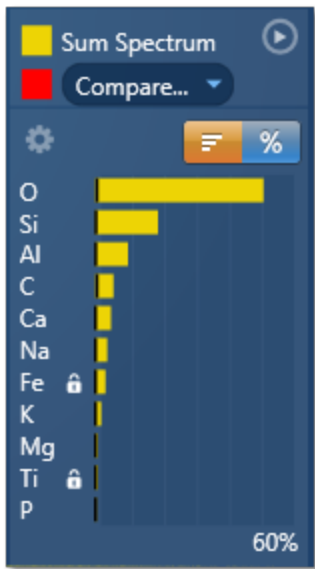 Sum Spectrum
Compare...
%
O
Si
Al
C
Ca
Na
Fe
K
Mg
Ti
P
60%